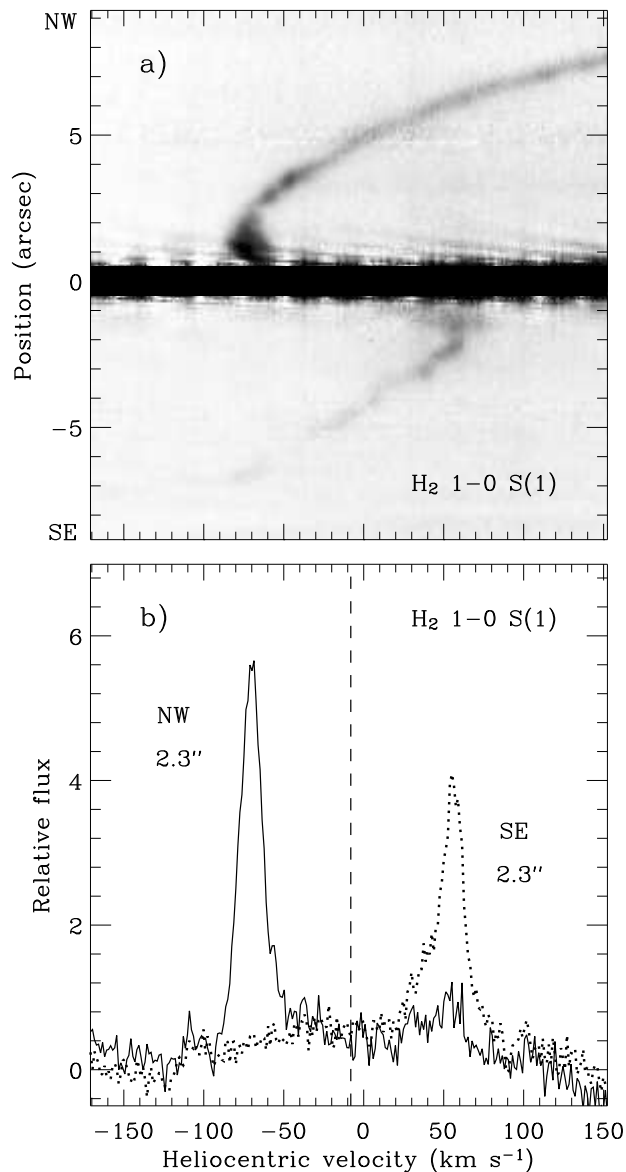 NW
a)
5
0
−5
Position (arcsec)
H₂ 1−0 S(1)
SE
b)
H₂ 1−0 S(1)
6
NW
2.3″
4
SE
2.3″
2
0
Relative flux
−150 −100 −50 0 50 100 150
Heliocentric velocity (km s⁻¹)